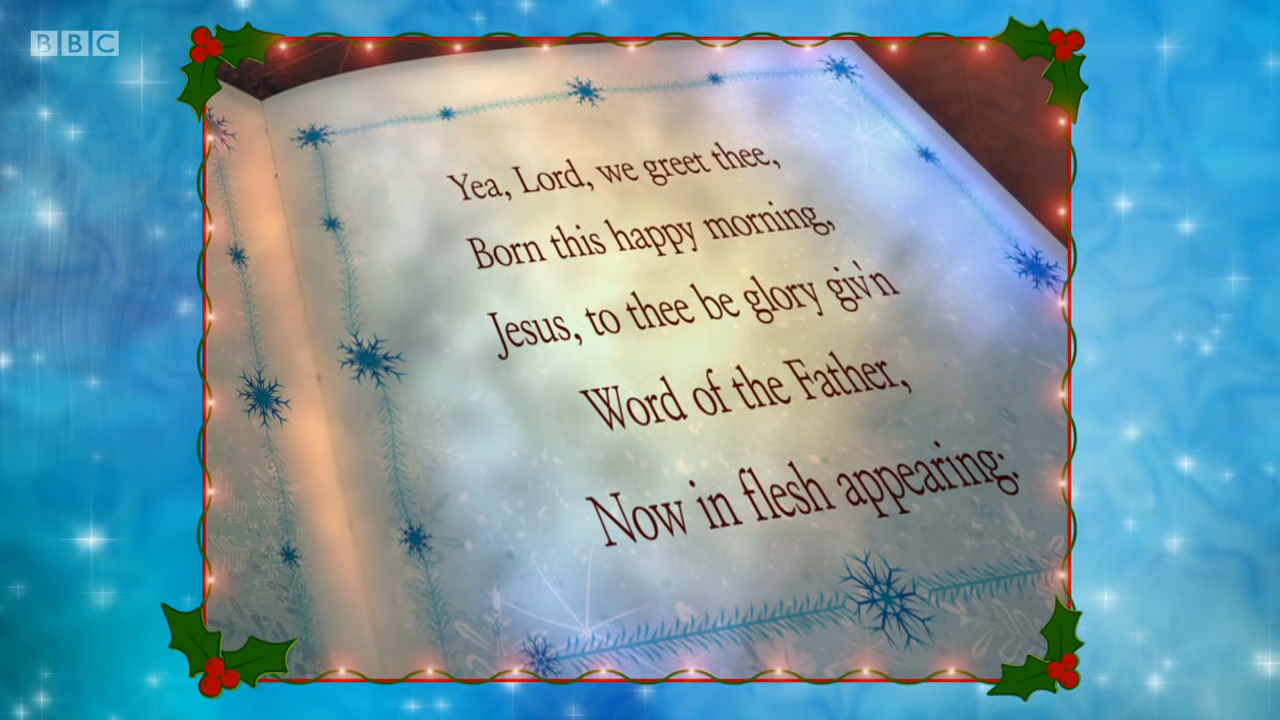 BBC
Yea, Lord, we greet thee,
Born this happy morning,
Jesus, to thee be glory giv'n
Word of the Father,
Now in flesh appearing: